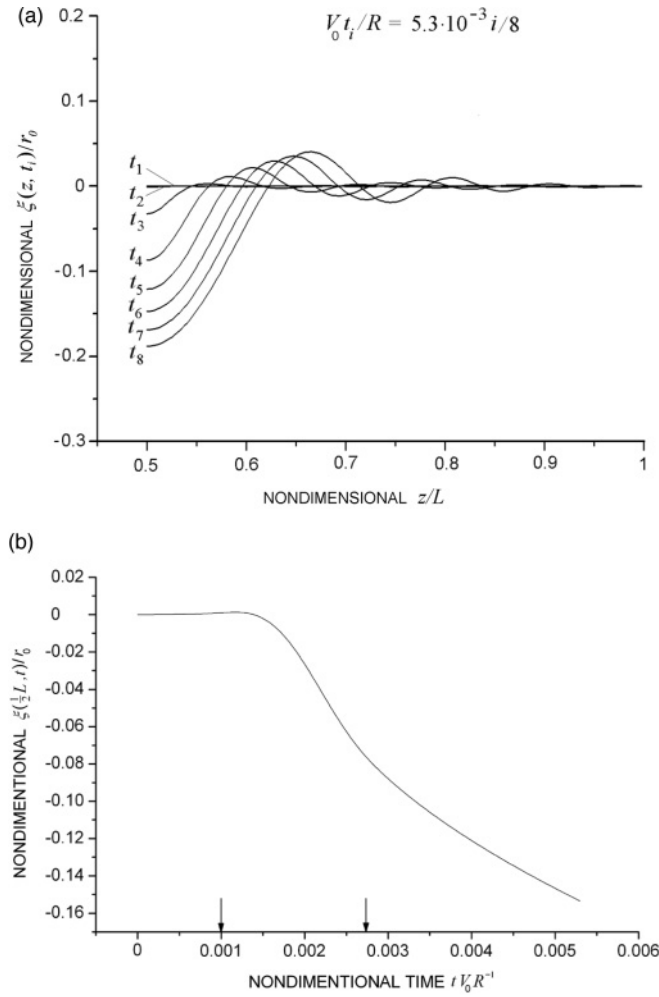 (a)
V₀ tᵢ/R = 5.3·10⁻³ i/8
0.2
0.1
0
-0.1
-0.2
-0.3
t₁
t₂
t₃
t₄
t₅
t₆
t₇
t₈
NONDIMENSIONAL ξ(z, tᵢ)/r₀
0.5 0.6 0.7 0.8 0.9 1
NONDIMENSIONAL z/L
(b)
0.02
0
-0.02
-0.04
-0.06
-0.08
-0.10
-0.12
-0.14
-0.16
NONDIMENTIONAL ξ(½L,t)/r₀
0 0.001 0.002 0.003 0.004 0.005 0.006
NONDIMENTIONAL TIME tV₀R⁻¹